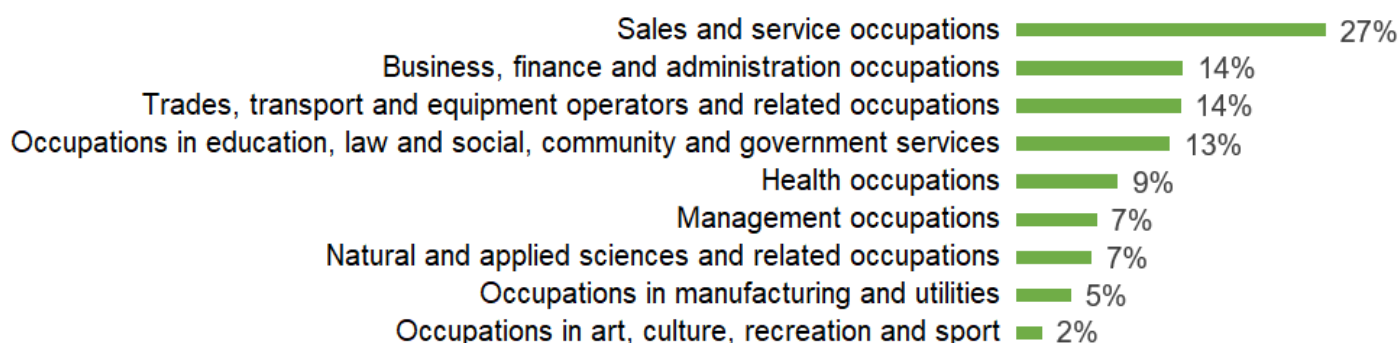 Sales and service occupations 27%
Business, finance and administration occupations 14%
Trades, transport and equipment operators and related occupations 14%
Occupations in education, law and social, community and government services 13%
Health occupations 9%
Management occupations 7%
Natural and applied sciences and related occupations 7%
Occupations in manufacturing and utilities 5%
Occupations in art, culture, recreation and sport 2%